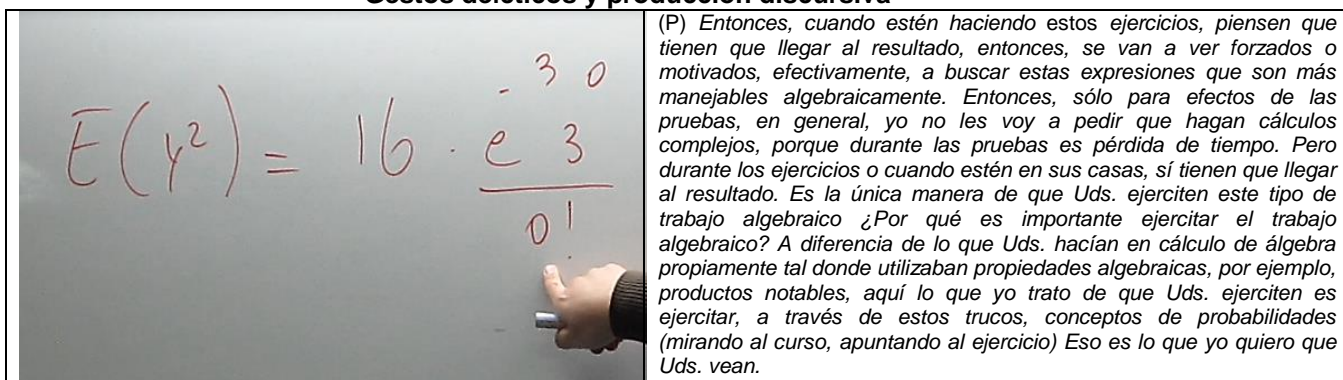 Gestos deícticos y producción discursiva
E(y²) = 16 · e⁻³ 3⁰
0!
(P) Entonces, cuando estén haciendo estos ejercicios, piensen que
tienen que llegar al resultado, entonces, se van a ver forzados o
motivados, efectivamente, a buscar estas expresiones que son más
manejables algebraicamente. Entonces, sólo para efectos de las
pruebas, en general, yo no les voy a pedir que hagan cálculos
complejos, porque durante las pruebas es pérdida de tiempo. Pero
durante los ejercicios o cuando estén en sus casas, sí tienen que llegar
al resultado. Es la única manera de que Uds. ejerciten este tipo de
trabajo algebraico ¿Por qué es importante ejercitar el trabajo
algebraico? A diferencia de lo que Uds. hacían en cálculo de álgebra
propiamente tal donde utilizaban propiedades algebraicas, por ejemplo,
productos notables, aquí lo que yo trato de que Uds. ejerciten es
ejercitar, a través de estos trucos, conceptos de probabilidades
(mirando al curso, apuntando al ejercicio) Eso es lo que yo quiero que
Uds. vean.